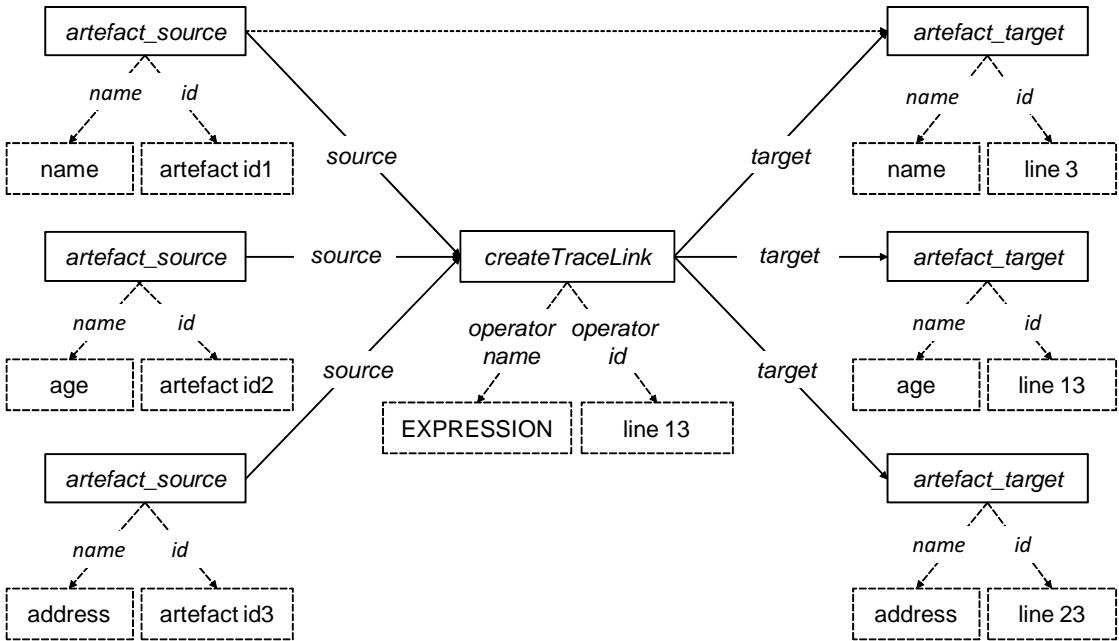 artefact_source
artefact_target
name
id
name
id
name
artefact id1
source
target
name
line 3
artefact_source
source
createTraceLink
target
artefact_target
name
id
operator
name
operator
id
name
id
age
artefact id2
source
target
age
line 13
EXPRESSION
line 13
artefact_source
artefact_target
name
id
name
id
address
artefact id3
address
line 23